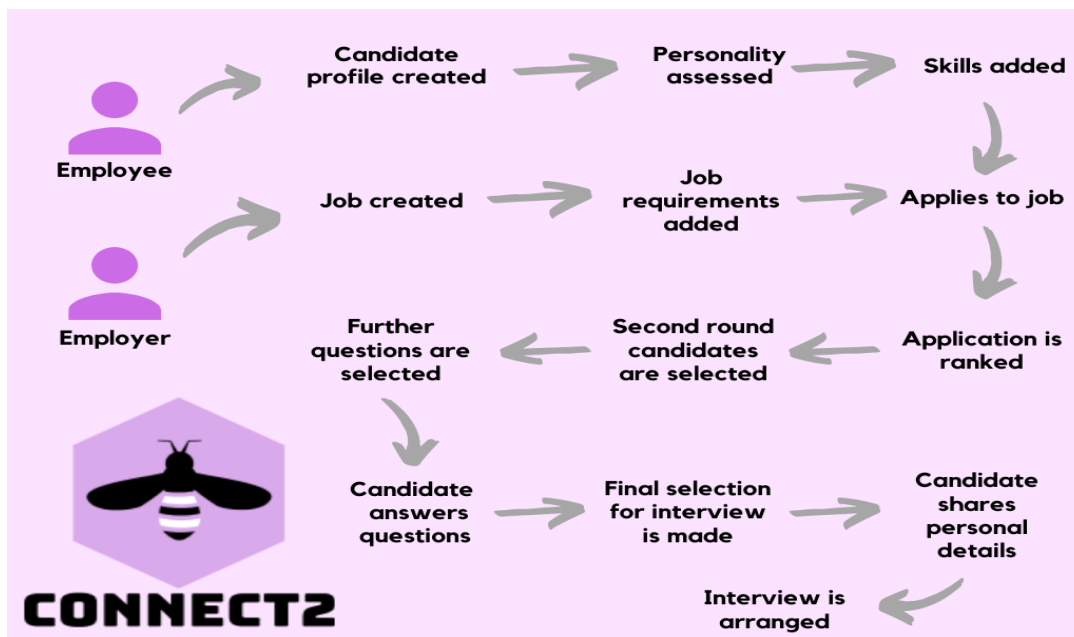 Candidate
profile created
Personality
assessed
Skills added
Employee
Job created
Job
requirements
added
Applies to job
Employer
Further
questions are
selected
Second round
candidates
are selected
Application is
ranked
Candidate
answers
questions
Final selection
for interview
is made
Candidate
shares
personal
details
Interview is
arranged
CONNECT2